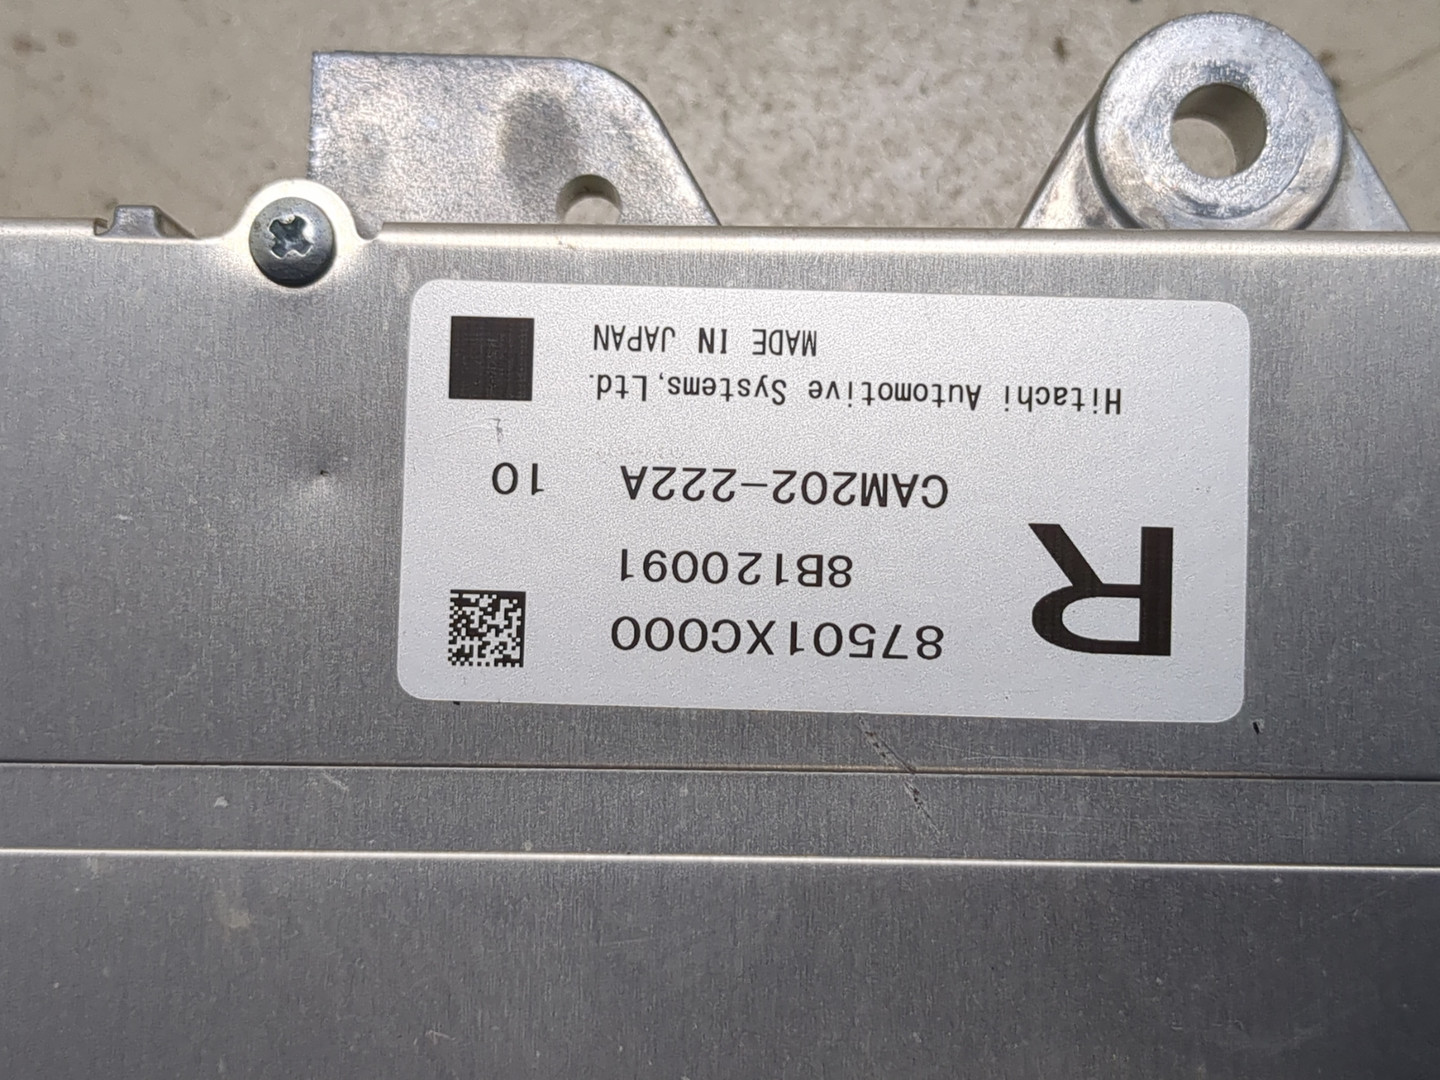 87501XC000
8B120091
R
CAM202-222A 10
Hitachi Automotive Systems,Ltd.
MADE IN JAPAN